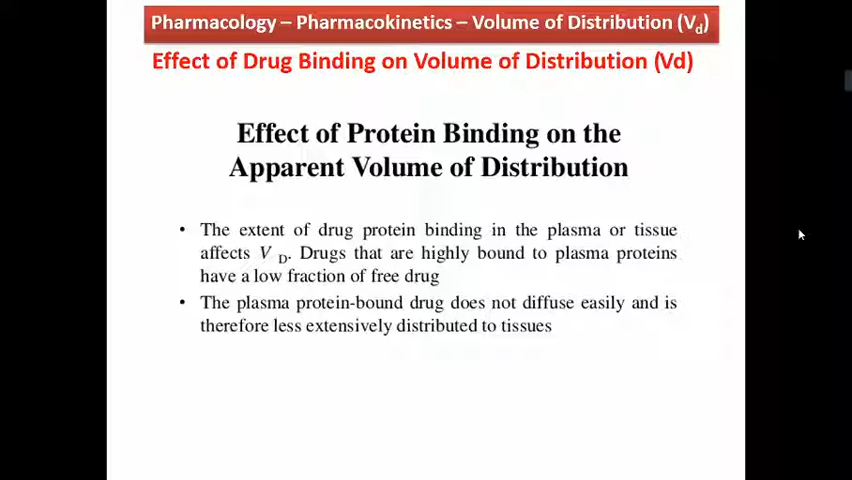 Pharmacology – Pharmacokinetics – Volume of Distribution (Vd)
Effect of Drug Binding on Volume of Distribution (Vd)
Effect of Protein Binding on the
Apparent Volume of Distribution
• The extent of drug protein binding in the plasma or tissue
affects V D. Drugs that are highly bound to plasma proteins
have a low fraction of free drug
• The plasma protein-bound drug does not diffuse easily and is
therefore less extensively distributed to tissues